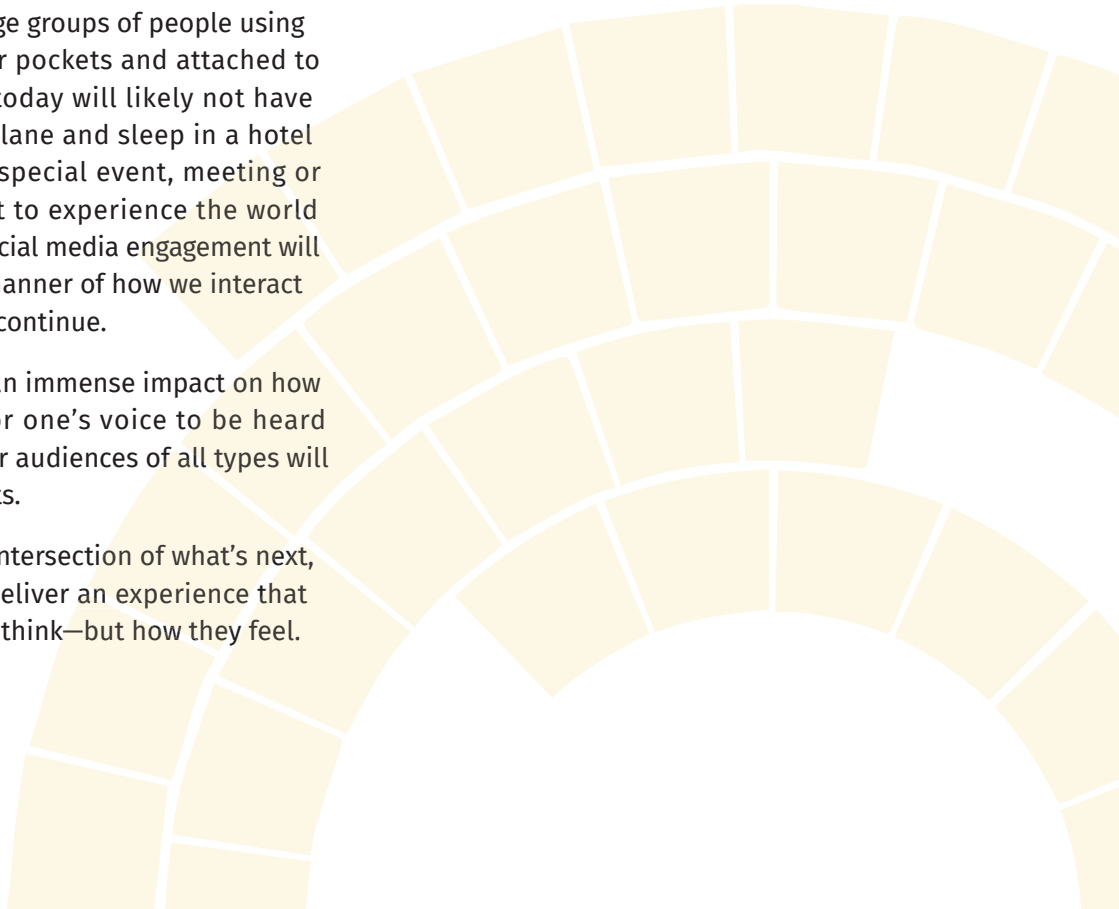 ge groups of people using
r pockets and attached to
today will likely not have
lane and sleep in a hotel
special event, meeting or
t to experience the world
cial media engagement will
anner of how we interact
continue.
n immense impact on how
or one’s voice to be heard
r audiences of all types will
s.
ntersection of what’s next,
eliver an experience that
think—but how they feel.